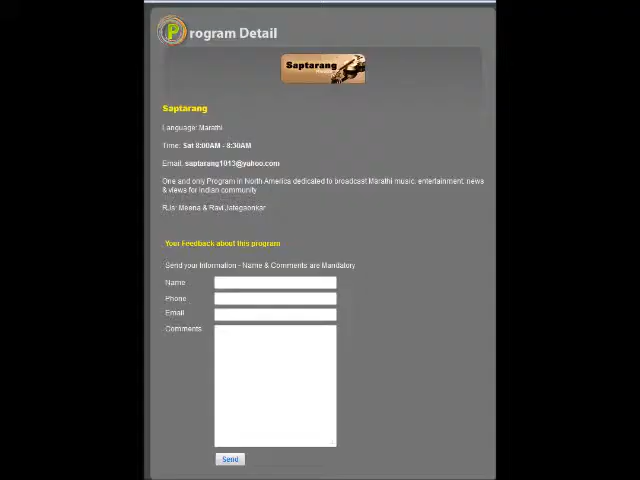 Program Detail
Saptarang
Saptarang
Language: Marathi
Time: Sat 8:00AM - 8:30AM
Email: saptarang1013@yahoo.com
One and only Program in North America dedicated to broadcast Marathi music, entertainment, news
& views for Indian community
RJs: Meena & Ravi Jategaonkar
Your Feedback about this program
Send your Information - Name & Comments are Mandatory
Name
Phone
Email
Comments
Send